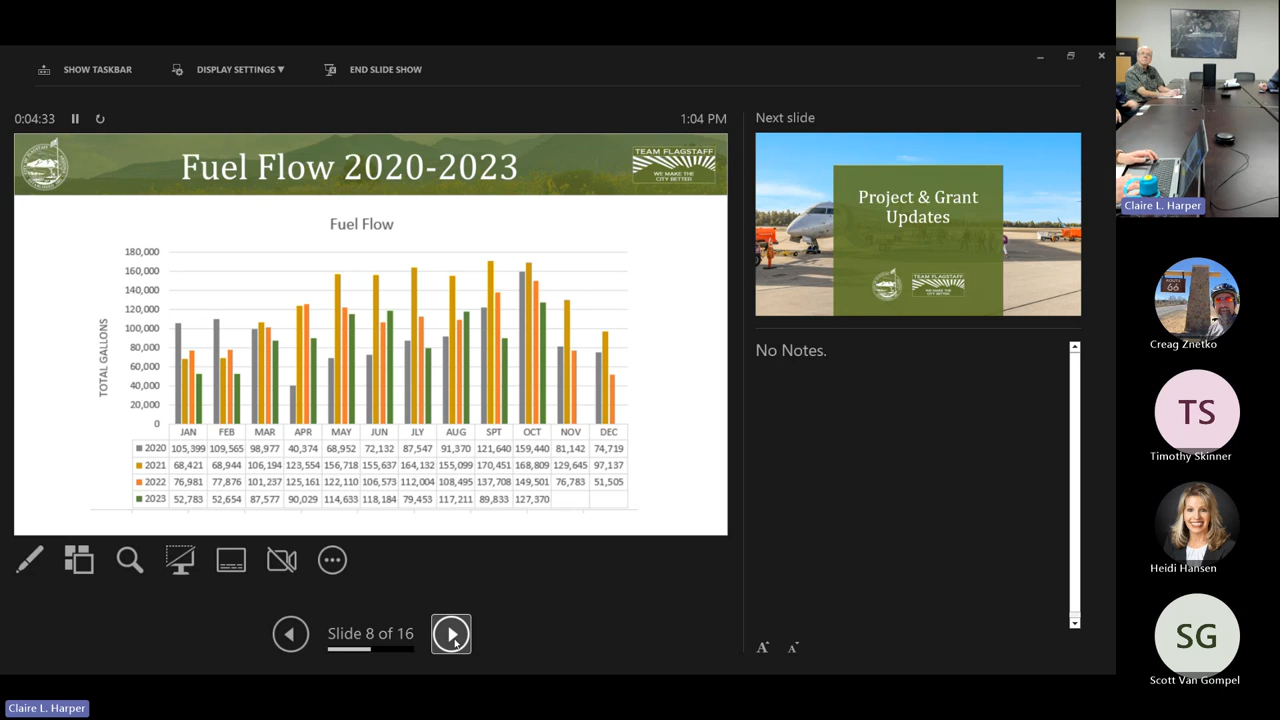 SHOW TASKBAR
DISPLAY SETTINGS ▼
END SLIDE SHOW
0:04:33
1:04 PM
Next slide
Fuel Flow 2020-2023
TEAM FLAGSTAFF
WE MAKE THE
CITY BETTER
Fuel Flow
TOTAL GALLONS
180,000
160,000
140,000
120,000
100,000
80,000
60,000
40,000
20,000
0
JAN FEB MAR APR MAY JUN JLY AUG SPT OCT NOV DEC
2020 105,399 109,565 98,977 40,374 68,952 72,132 87,547 91,370 121,640 159,440 81,142 74,719
2021 68,421 68,944 106,194 123,554 156,718 155,637 164,132 155,099 170,451 168,809 129,645 97,137
2022 76,981 77,876 101,237 125,161 122,110 106,573 112,004 108,495 137,708 149,501 76,783 51,505
2023 52,783 52,654 87,577 90,029 114,633 118,184 79,453 117,211 89,833 127,370
Project & Grant
Updates
TEAM FLAGSTAFF
WE MAKE THE
CITY BETTER
No Notes.
Slide 8 of 16
A A
Claire L. Harper
ROUTE
66
Creag Znetko
TS
Timothy Skinner
Heidi Hansen
SG
Scott Van Gompel
Claire L. Harper